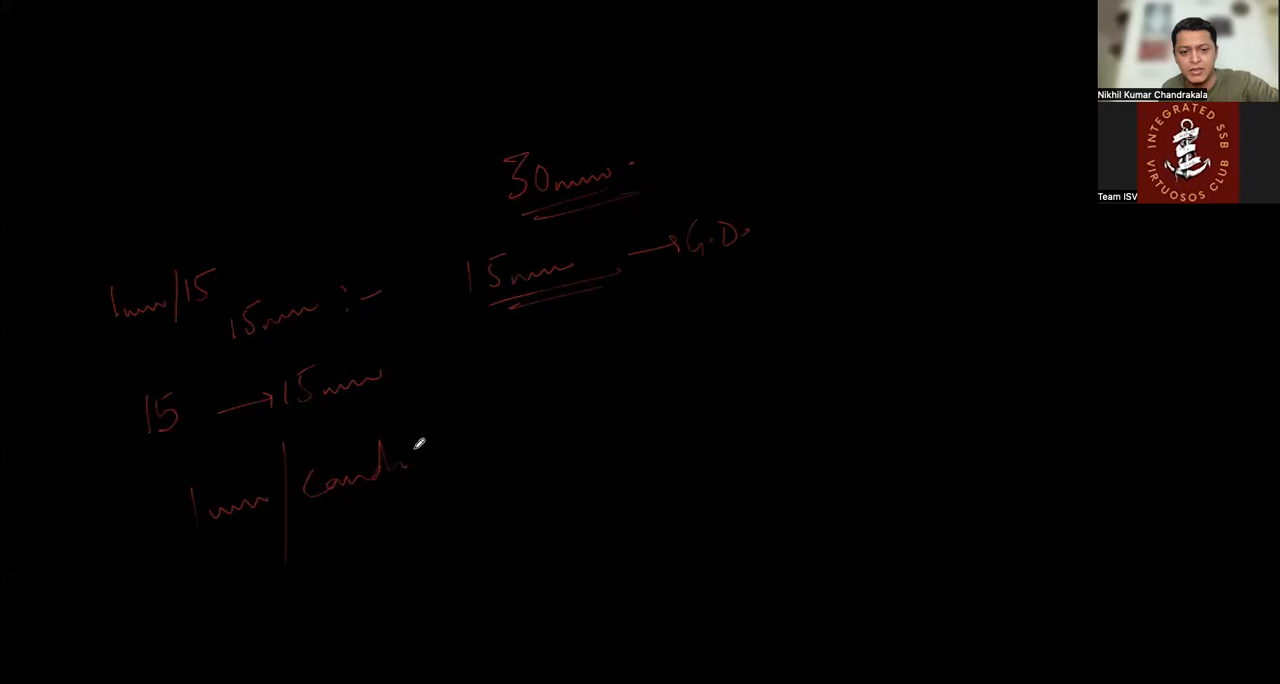 30min.
15min → G.D.
1min/15
15min :-
15 → 15min
1min/Candi
Nikhil Kumar Chandrakala
INTEGRATED SSB
VIRTUOSOS CLUB
Team ISV